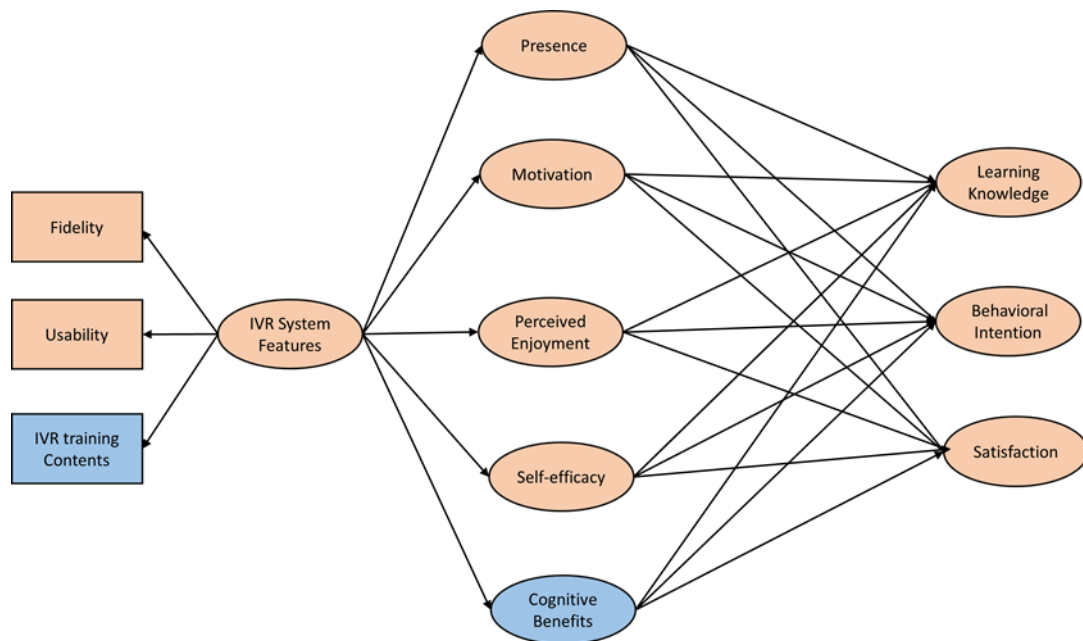 Presence
Motivation
Learning
Knowledge
Fidelity
Usability
IVR System
Features
Perceived
Enjoyment
Behavioral
Intention
IVR training
Contents
Self-efficacy
Satisfaction
Cognitive
Benefits